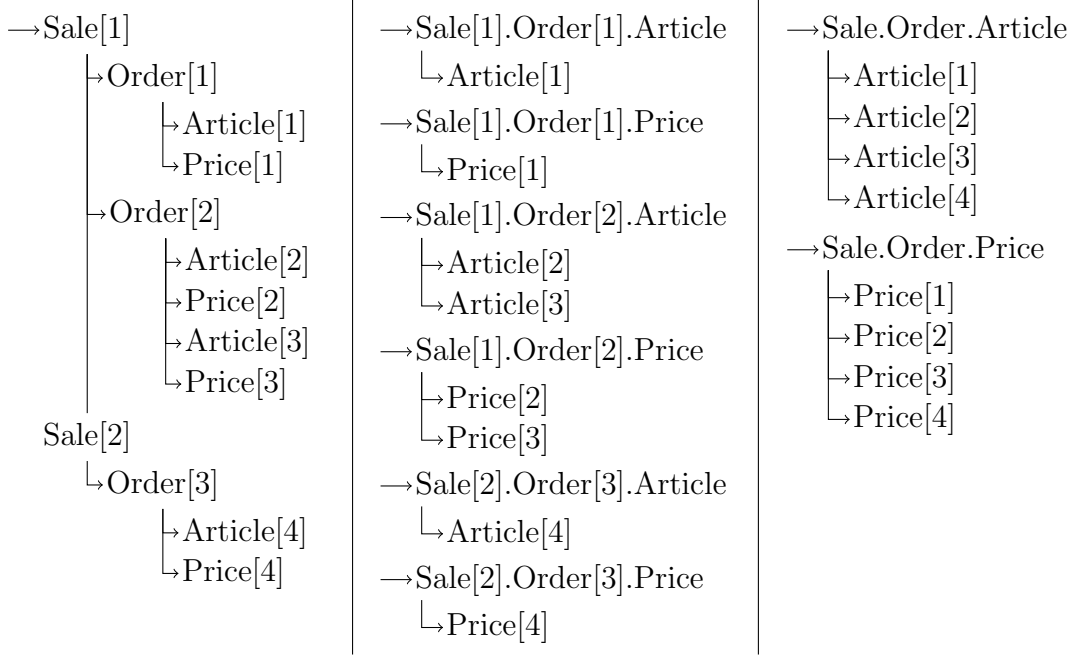 Sale[1]
Order[1]
Article[1]
Price[1]
Order[2]
Article[2]
Price[2]
Article[3]
Price[3]
Sale[2]
Order[3]
Article[4]
Price[4]
Sale[1].Order[1].Article
Article[1]
Sale[1].Order[1].Price
Price[1]
Sale[1].Order[2].Article
Article[2]
Article[3]
Sale[1].Order[2].Price
Price[2]
Price[3]
Sale[2].Order[3].Article
Article[4]
Sale[2].Order[3].Price
Price[4]
Sale.Order.Article
Article[1]
Article[2]
Article[3]
Article[4]
Sale.Order.Price
Price[1]
Price[2]
Price[3]
Price[4]